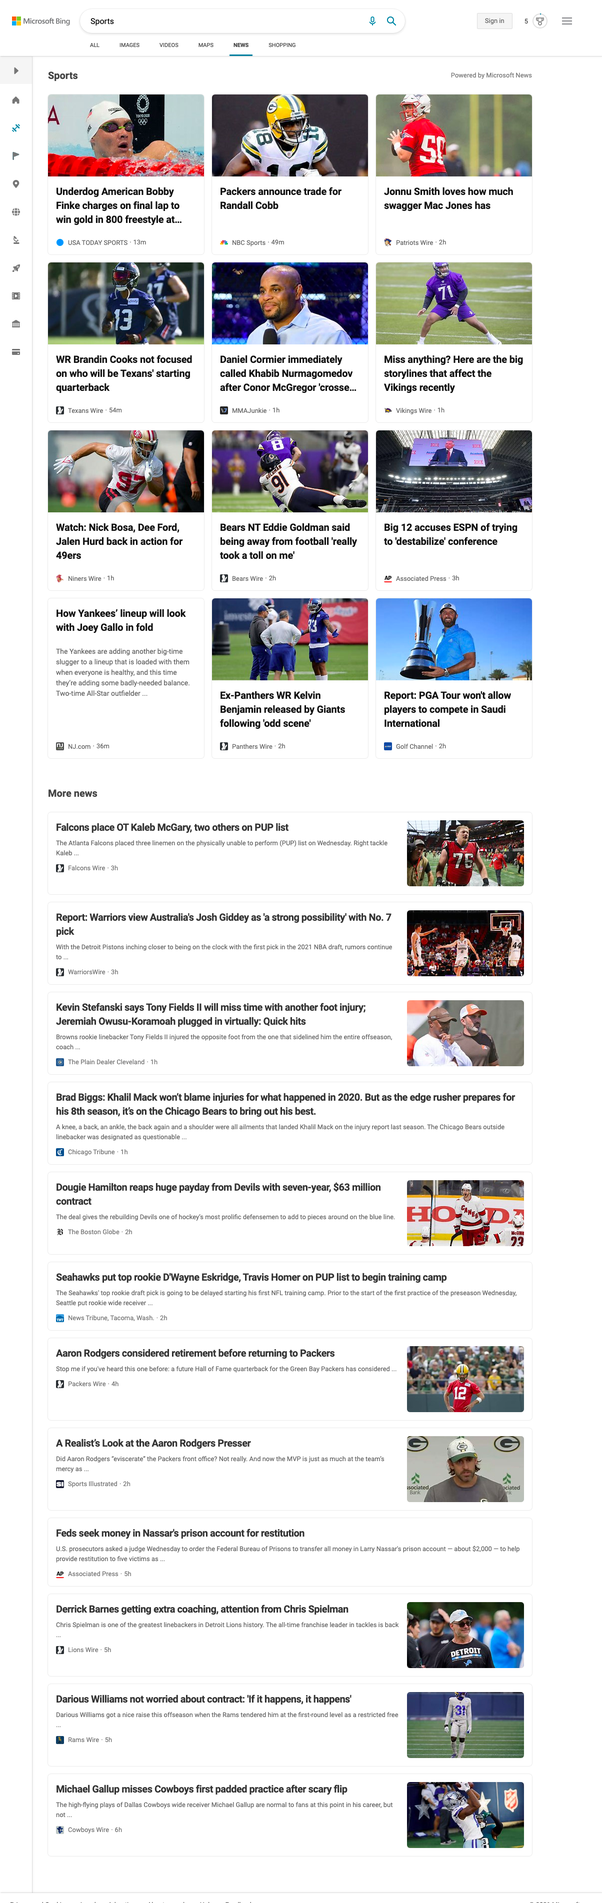 Microsoft Bing
Sports
Sign in
5
ALL
IMAGES
VIDEOS
MAPS
NEWS
SHOPPING
Sports
Powered by Microsoft News
Underdog American Bobby
Finke charges on final lap to
win gold in 800 freestyle at...
USA TODAY SPORTS · 13m
Packers announce trade for
Randall Cobb
NBC Sports · 49m
Jonnu Smith loves how much
swagger Mac Jones has
Patriots Wire · 2h
WR Brandin Cooks not focused
on who will be Texans' starting
quarterback
Texans Wire · 54m
Daniel Cormier immediately
called Khabib Nurmagomedov
after Conor McGregor 'crosse...
MMAJunkie · 1h
Miss anything? Here are the big
storylines that affect the
Vikings recently
Vikings Wire · 1h
Watch: Nick Bosa, Dee Ford,
Jalen Hurd back in action for
49ers
Niners Wire · 1h
Bears NT Eddie Goldman said
being away from football 'really
took a toll on me'
Bears Wire · 2h
Big 12 accuses ESPN of trying
to 'destabilize' conference
AP Associated Press · 3h
How Yankees' lineup will look
with Joey Gallo in fold
The Yankees are adding another big-time
slugger to a lineup that is loaded with them
when everyone is healthy, and this time
they're adding some badly-needed balance.
Two-time All-Star outfielder ...
NJ.com · 36m
Ex-Panthers WR Kelvin
Benjamin released by Giants
following 'odd scene'
Panthers Wire · 2h
Report: PGA Tour won't allow
players to compete in Saudi
International
Golf Channel · 2h
More news
Falcons place OT Kaleb McGary, two others on PUP list
The Atlanta Falcons placed three linemen on the physically unable to perform (PUP) list on Wednesday. Right tackle
Kaleb ...
Falcons Wire · 3h
75
Report: Warriors view Australia's Josh Giddey as 'a strong possibility' with No. 7
pick
With the Detroit Pistons inching closer to being on the clock with the first pick in the 2021 NBA draft, rumors continue
to ...
WarriorsWire · 3h
Kevin Stefanski says Tony Fields II will miss time with another foot injury;
Jeremiah Owusu-Koramoah plugged in virtually: Quick hits
Browns rookie linebacker Tony Fields II injured the opposite foot from the one that sidelined him the entire offseason,
coach ...
The Plain Dealer Cleveland · 1h
Brad Biggs: Khalil Mack won't blame injuries for what happened in 2020. But as the edge rusher prepares for
his 8th season, it's on the Chicago Bears to bring out his best.
A knee, a back, an ankle, the back again and a shoulder were all ailments that landed Khalil Mack on the injury report last season. The Chicago Bears outside
linebacker was designated as questionable ...
Chicago Tribune · 1h
Dougie Hamilton reaps huge payday from Devils with seven-year, $63 million
contract
The deal gives the rebuilding Devils one of hockey's most prolific defensemen to add to pieces around on the blue line.
The Boston Globe · 2h
Seahawks put top rookie D'Wayne Eskridge, Travis Homer on PUP list to begin training camp
The Seahawks' top rookie draft pick is going to be delayed starting his first NFL training camp. Prior to the start of the first practice of the preseason Wednesday,
Seattle put rookie wide receiver ...
News Tribune, Tacoma, Wash. · 2h
Aaron Rodgers considered retirement before returning to Packers
Stop me if you've heard this one before: a future Hall of Fame quarterback for the Green Bay Packers has considered ...
Packers Wire · 4h
12
A Realist's Look at the Aaron Rodgers Presser
Did Aaron Rodgers "eviscerate" the Packers front office? Not really. And now the MVP is just as much at the team's
mercy as ...
Sports Illustrated · 2h
Feds seek money in Nassar's prison account for restitution
U.S. prosecutors asked a judge Wednesday to order the Federal Bureau of Prisons to transfer all money in Larry Nassar's prison account — about $2,000 — to help
provide restitution to five victims as ...
AP Associated Press · 5h
Derrick Barnes getting extra coaching, attention from Chris Spielman
Chris Spielman is one of the greatest linebackers in Detroit Lions history. The all-time franchise leader in tackles is back
...
Lions Wire · 5h
DETROIT
Darious Williams not worried about contract: 'If it happens, it happens'
Darious Williams got a nice raise this offseason when the Rams tendered him at the first-round level as a restricted free
...
Rams Wire · 5h
Michael Gallup misses Cowboys first padded practice after scary flip
The high-flying plays of Dallas Cowboys wide receiver Michael Gallup are normal to fans at this point in his career, but
not ...
Cowboys Wire · 6h